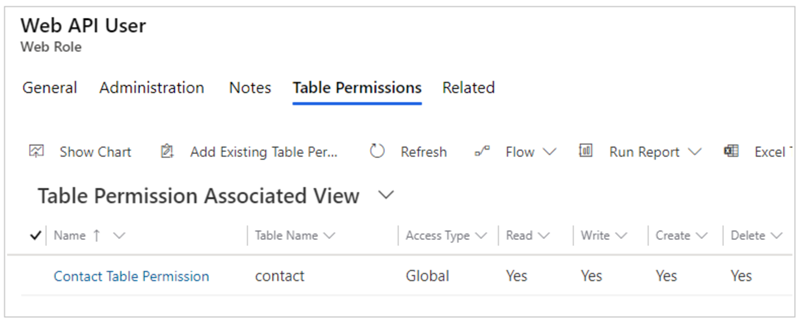 Web API User
Web Role
General Administration Notes Table Permissions Related
Show Chart Add Existing Table Per... Refresh Flow Run Report Excel T
Table Permission Associated View
Name ↑ Table Name Access Type Read Write Create Delete
Contact Table Permission contact Global Yes Yes Yes Yes